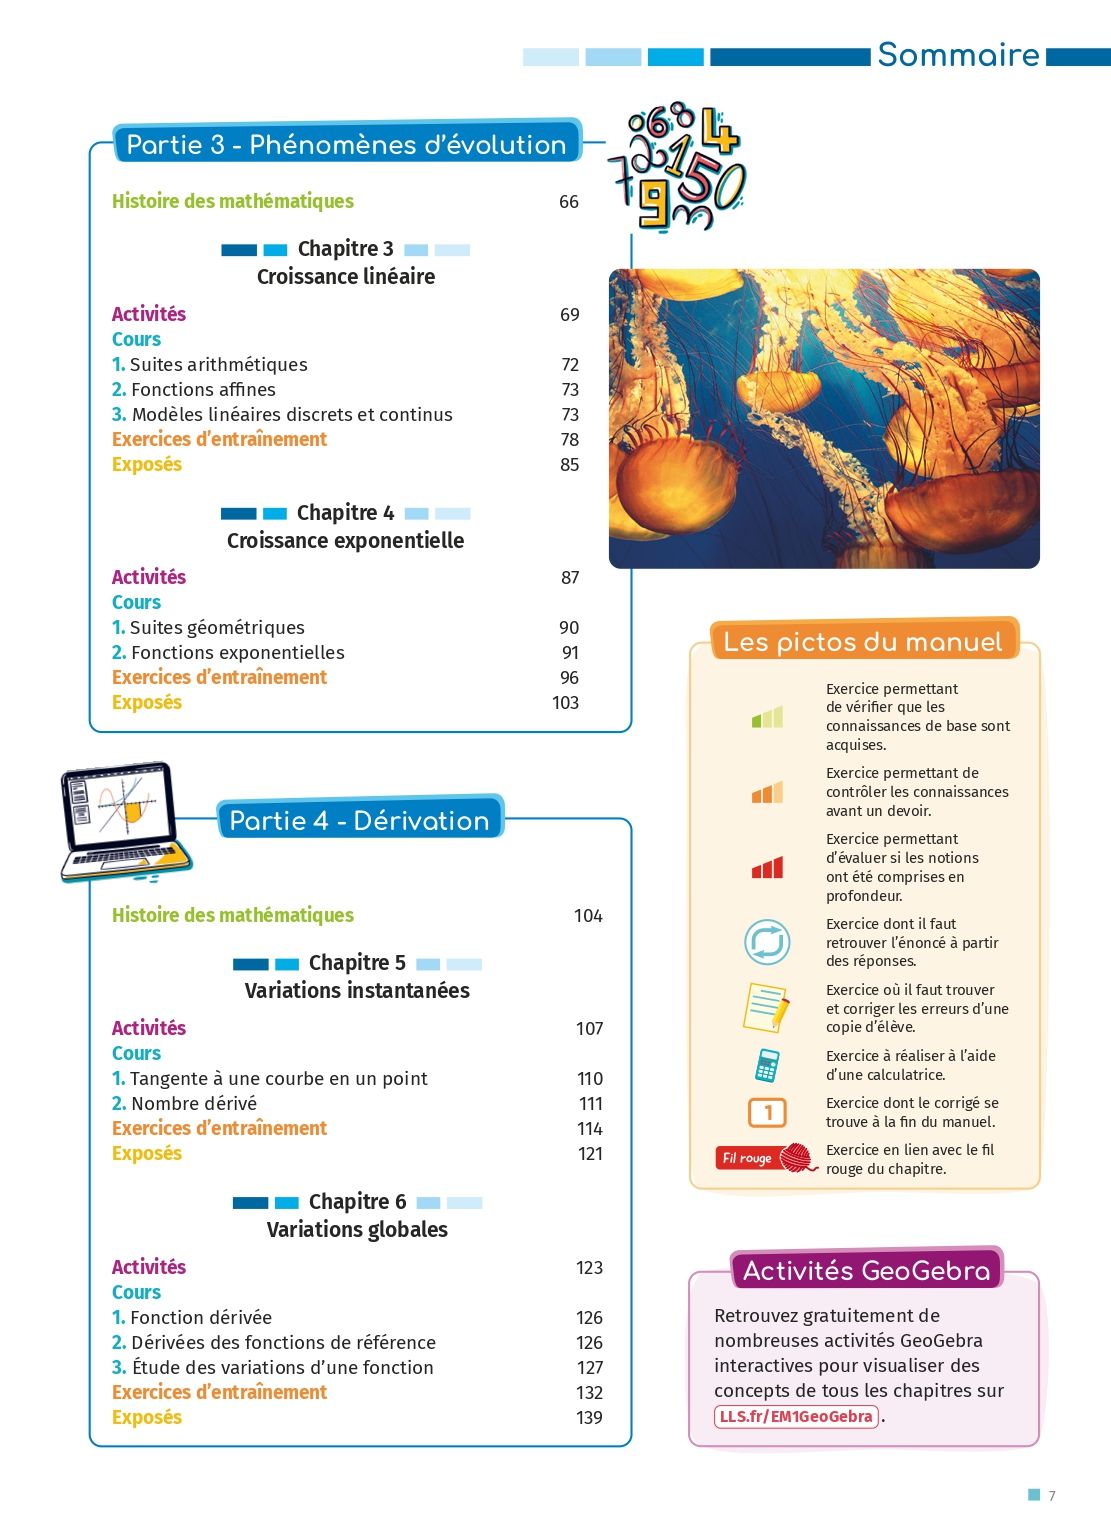 Sommaire
Partie 3 - Phénomènes d'évolution
Histoire des mathématiques 66
Chapitre 3
Croissance linéaire
Activités 69
Cours
1. Suites arithmétiques 72
2. Fonctions affines 73
3. Modèles linéaires discrets et continus 73
Exercices d'entraînement 78
Exposés 85
Chapitre 4
Croissance exponentielle
Activités 87
Cours
1. Suites géométriques 90
2. Fonctions exponentielles 91
Exercices d'entraînement 96
Exposés 103
Partie 4 - Dérivation
Histoire des mathématiques 104
Chapitre 5
Variations instantanées
Activités 107
Cours
1. Tangente à une courbe en un point 110
2. Nombre dérivé 111
Exercices d'entraînement 114
Exposés 121
Chapitre 6
Variations globales
Activités 123
Cours
1. Fonction dérivée 126
2. Dérivées des fonctions de référence 126
3. Étude des variations d'une fonction 127
Exercices d'entraînement 132
Exposés 139
Les pictos du manuel
Exercice permettant
de vérifier que les
connaissances de base sont
acquises.
Exercice permettant de
contrôler les connaissances
avant un devoir.
Exercice permettant
d'évaluer si les notions
ont été comprises en
profondeur.
Exercice dont il faut
retrouver l'énoncé à partir
des réponses.
Exercice où il faut trouver
et corriger les erreurs d'une
copie d'élève.
Exercice à réaliser à l'aide
d'une calculatrice.
1
Exercice dont le corrigé se
trouve à la fin du manuel.
Fil rouge
Exercice en lien avec le fil
rouge du chapitre.
Activités GeoGebra
Retrouvez gratuitement de
nombreuses activités GeoGebra
interactives pour visualiser des
concepts de tous les chapitres sur
LLS.fr/EM1GeoGebra .
7